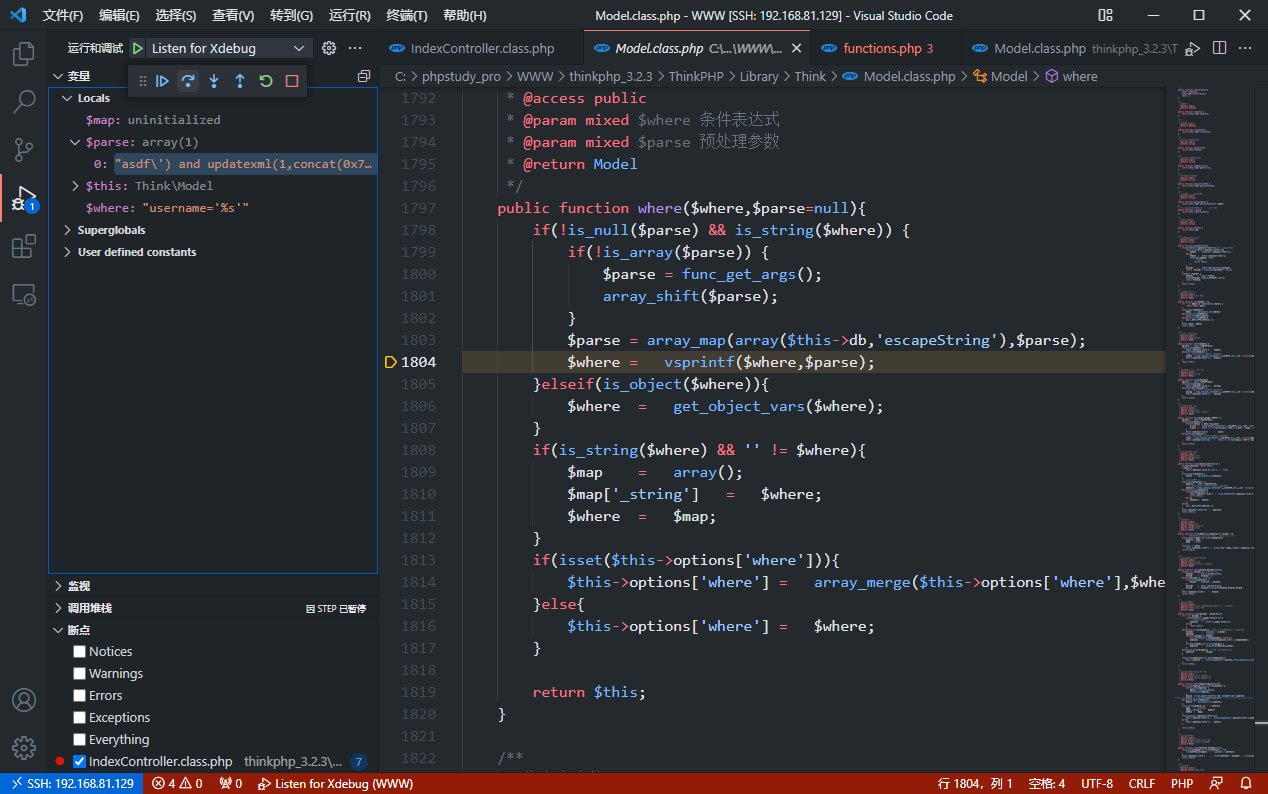 文件(F) 编辑(E) 选择(S) 查看(V) 转到(G) 运行(R) 终端(T) 帮助(H) Model.class.php - WWW [SSH: 192.168.81.129] - Visual Studio Code
运行和调试 Listen for Xdebug
变量
Locals
$map: uninitialized
$parse: array(1)
0: "asdf\') and updatexml(1,concat(0x7…
$this: Think\Model
$where: "username='%s'"
Superglobals
User defined constants
监视
调用堆栈 因 STEP 已暂停
断点
Notices
Warnings
Errors
Exceptions
Everything
IndexController.class.php thinkphp_3.2.3\... 7
1
IndexController.class.php Model.class.php C:\...\WWW\... functions.php 3 Model.class.php thinkphp_3.2.3\T
C: > phpstudy_pro > WWW > thinkphp_3.2.3 > ThinkPHP > Library > Think > Model.class.php > Model > where
1792 * @access public
1793 * @param mixed $where 条件表达式
1794 * @param mixed $parse 预处理参数
1795 * @return Model
1796 */
1797 public function where($where,$parse=null){
1798 if(!is_null($parse) && is_string($where)) {
1799 if(!is_array($parse)) {
1800 $parse = func_get_args();
1801 array_shift($parse);
1802 }
1803 $parse = array_map(array($this->db,'escapeString'),$parse);
1804 $where =   vsprintf($where,$parse);
1805 }elseif(is_object($where)){
1806 $where  =   get_object_vars($where);
1807 }
1808 if(is_string($where) && '' != $where){
1809 $map    =   array();
1810 $map['_string']   =   $where;
1811 $where  =   $map;
1812 }
1813 if(isset($this->options['where'])){
1814 $this->options['where'] =   array_merge($this->options['where'],$whe
1815 }else{
1816 $this->options['where'] =   $where;
1817 }
1818
1819 return $this;
1820 }
1821
1822 /**
SSH: 192.168.81.129 4 0 0 Listen for Xdebug (WWW) 行 1804，列 1 空格: 4 UTF-8 CRLF PHP